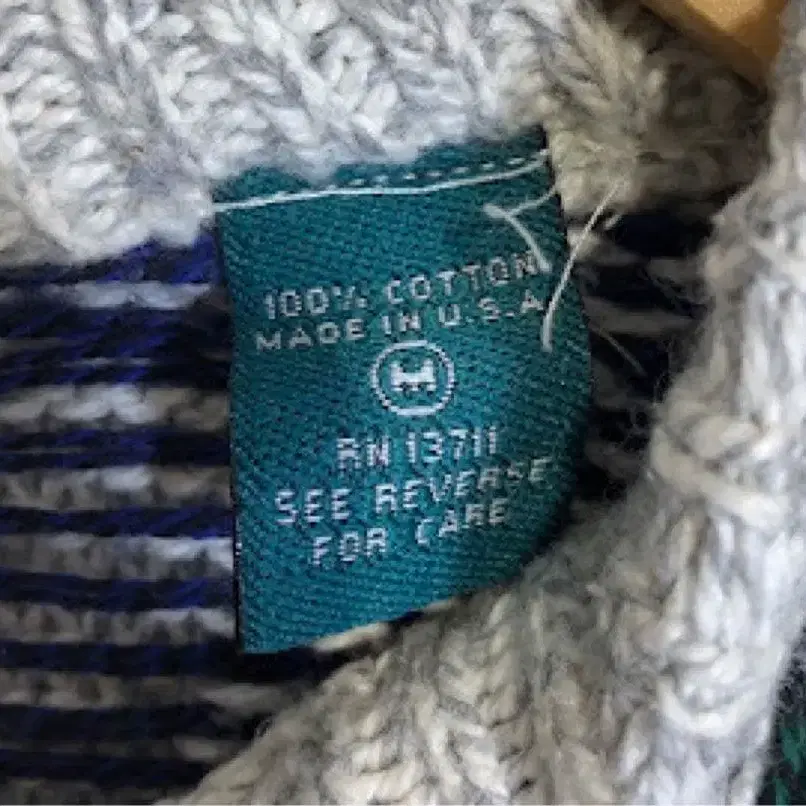 100% COTTON
MADE IN U.S.A
RN 13711
SEE REVERSE
FOR CARE